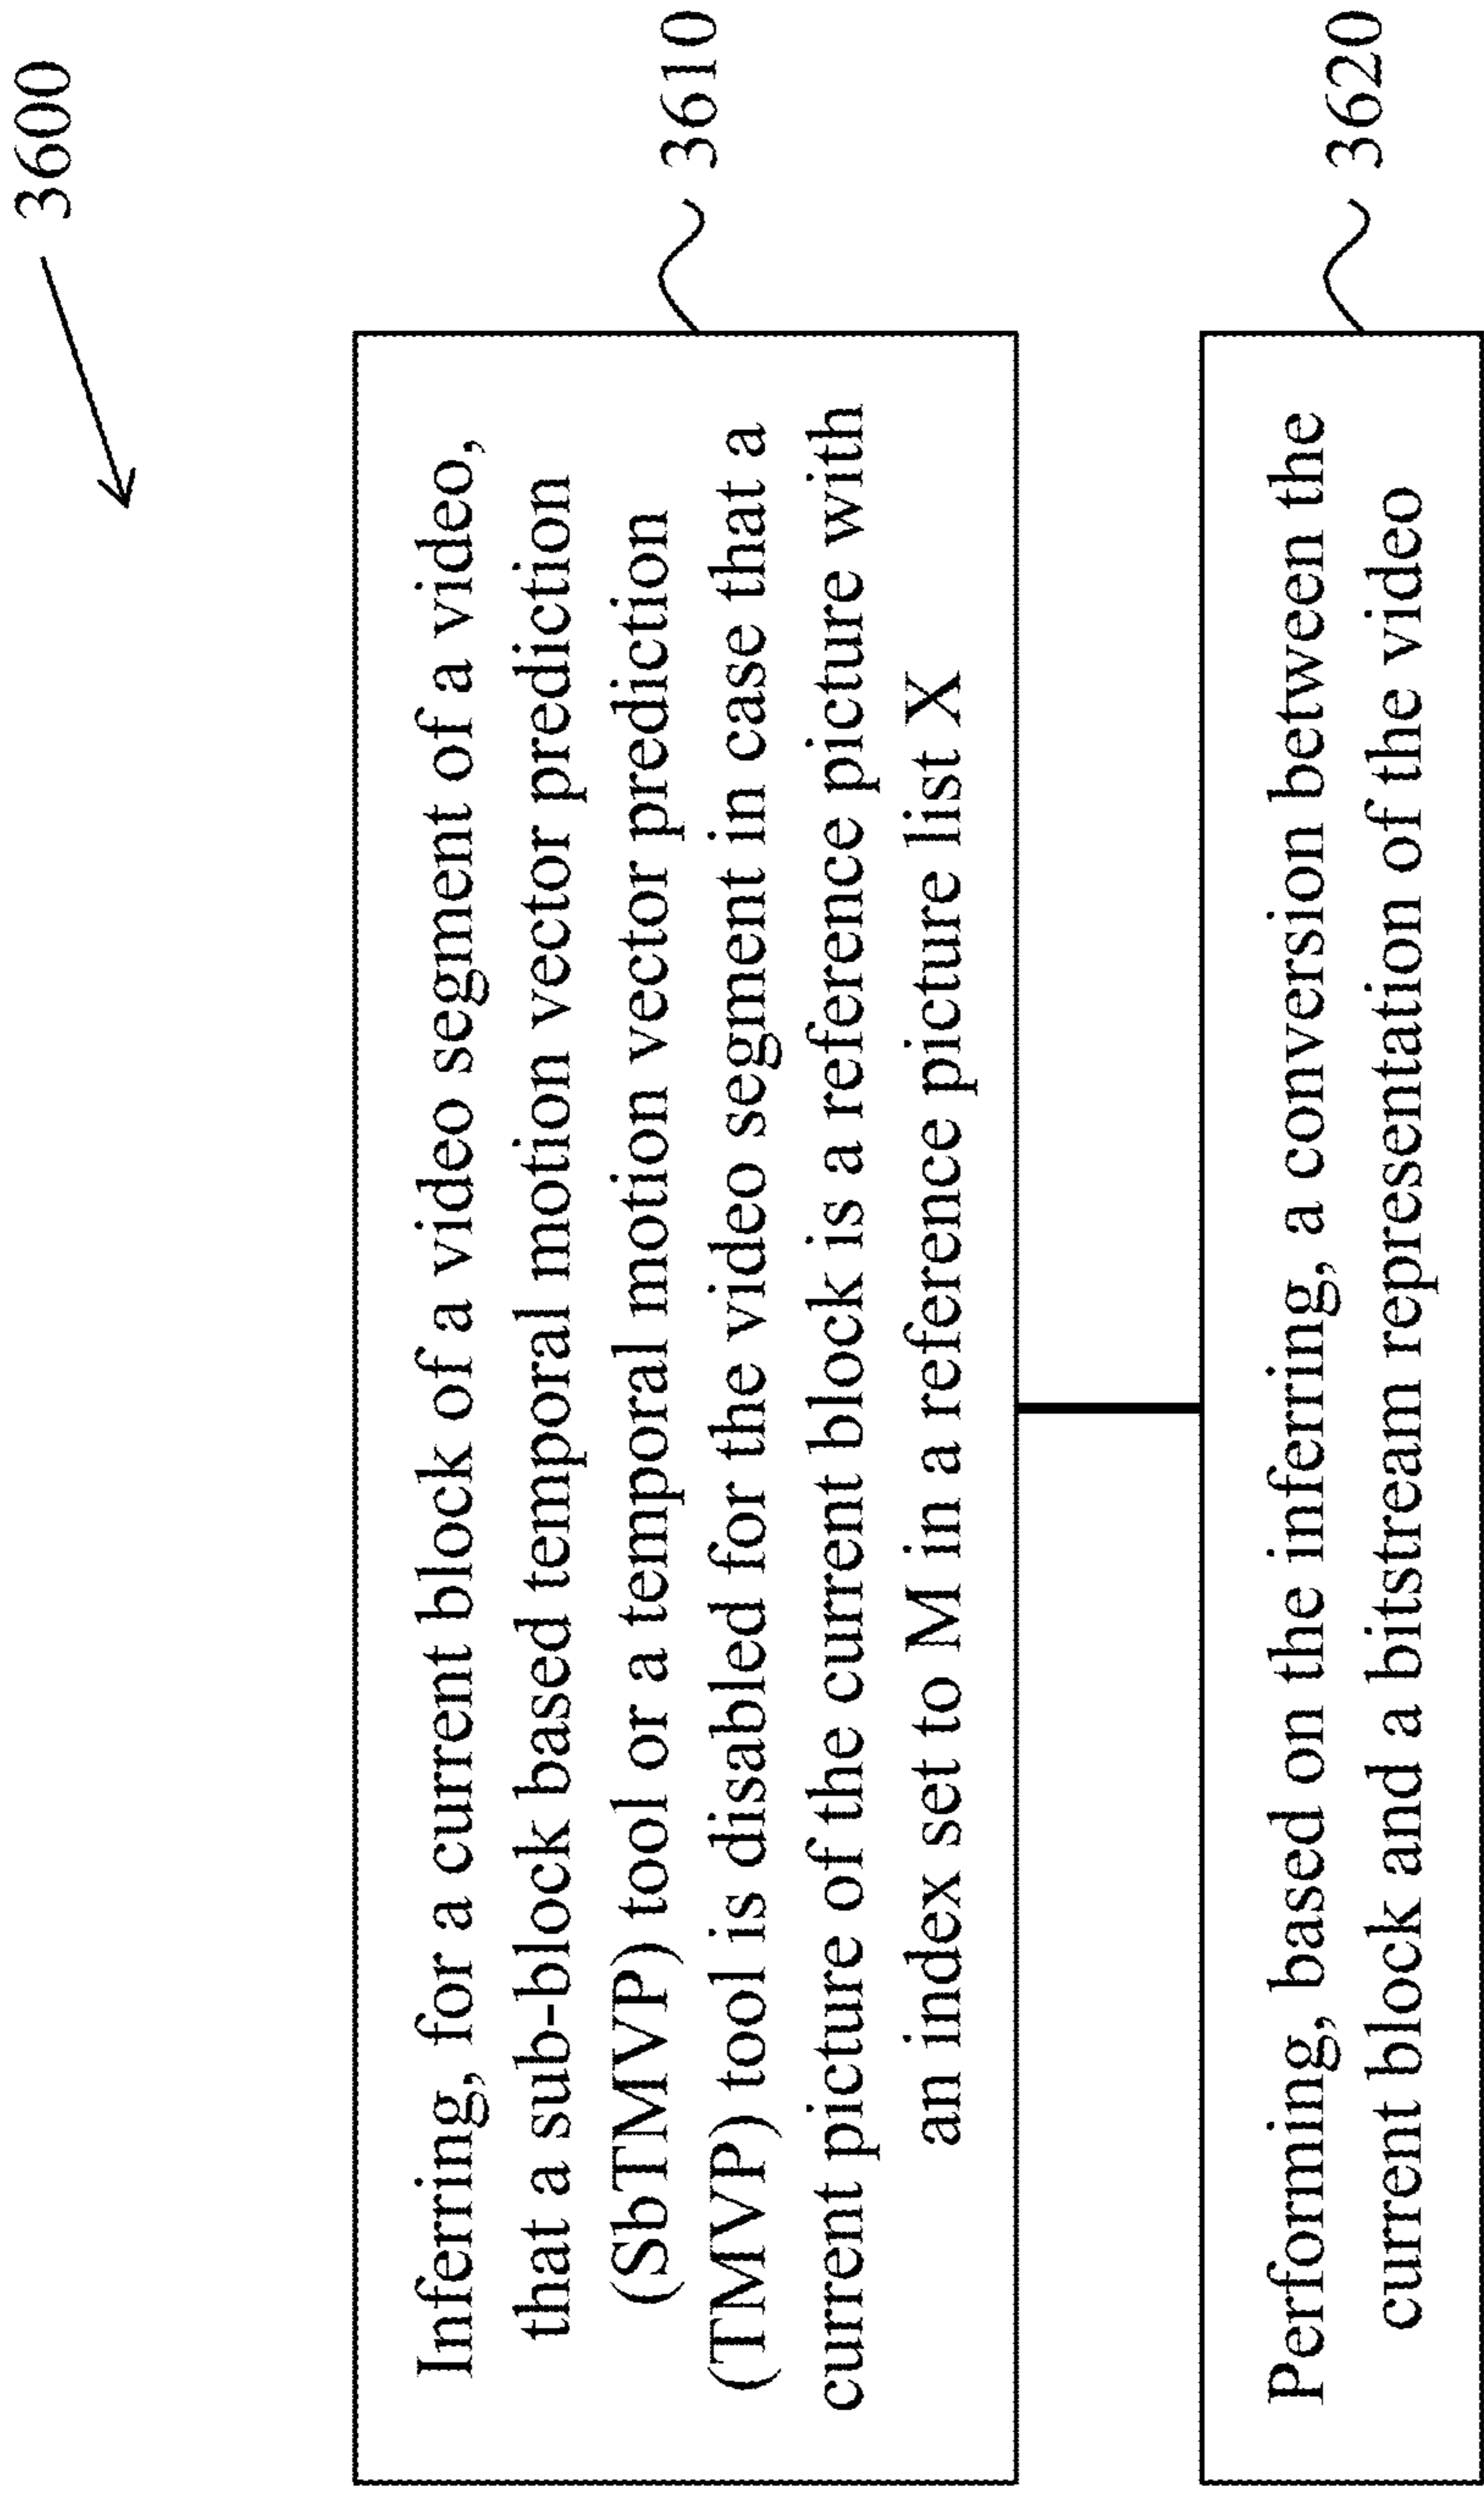 3600
Inferring, for a current block of a video segment of a video,
that a sub-block based temporal motion vector prediction
(SbTMVP) tool or a temporal motion vector prediction
(TMVP) tool is disabled for the video segment in case that a
current picture of the current block is a reference picture with
an index set to M in a reference picture list X
3610
Performing, based on the inferring, a conversion between the
current block and a bitstream representation of the video
3620